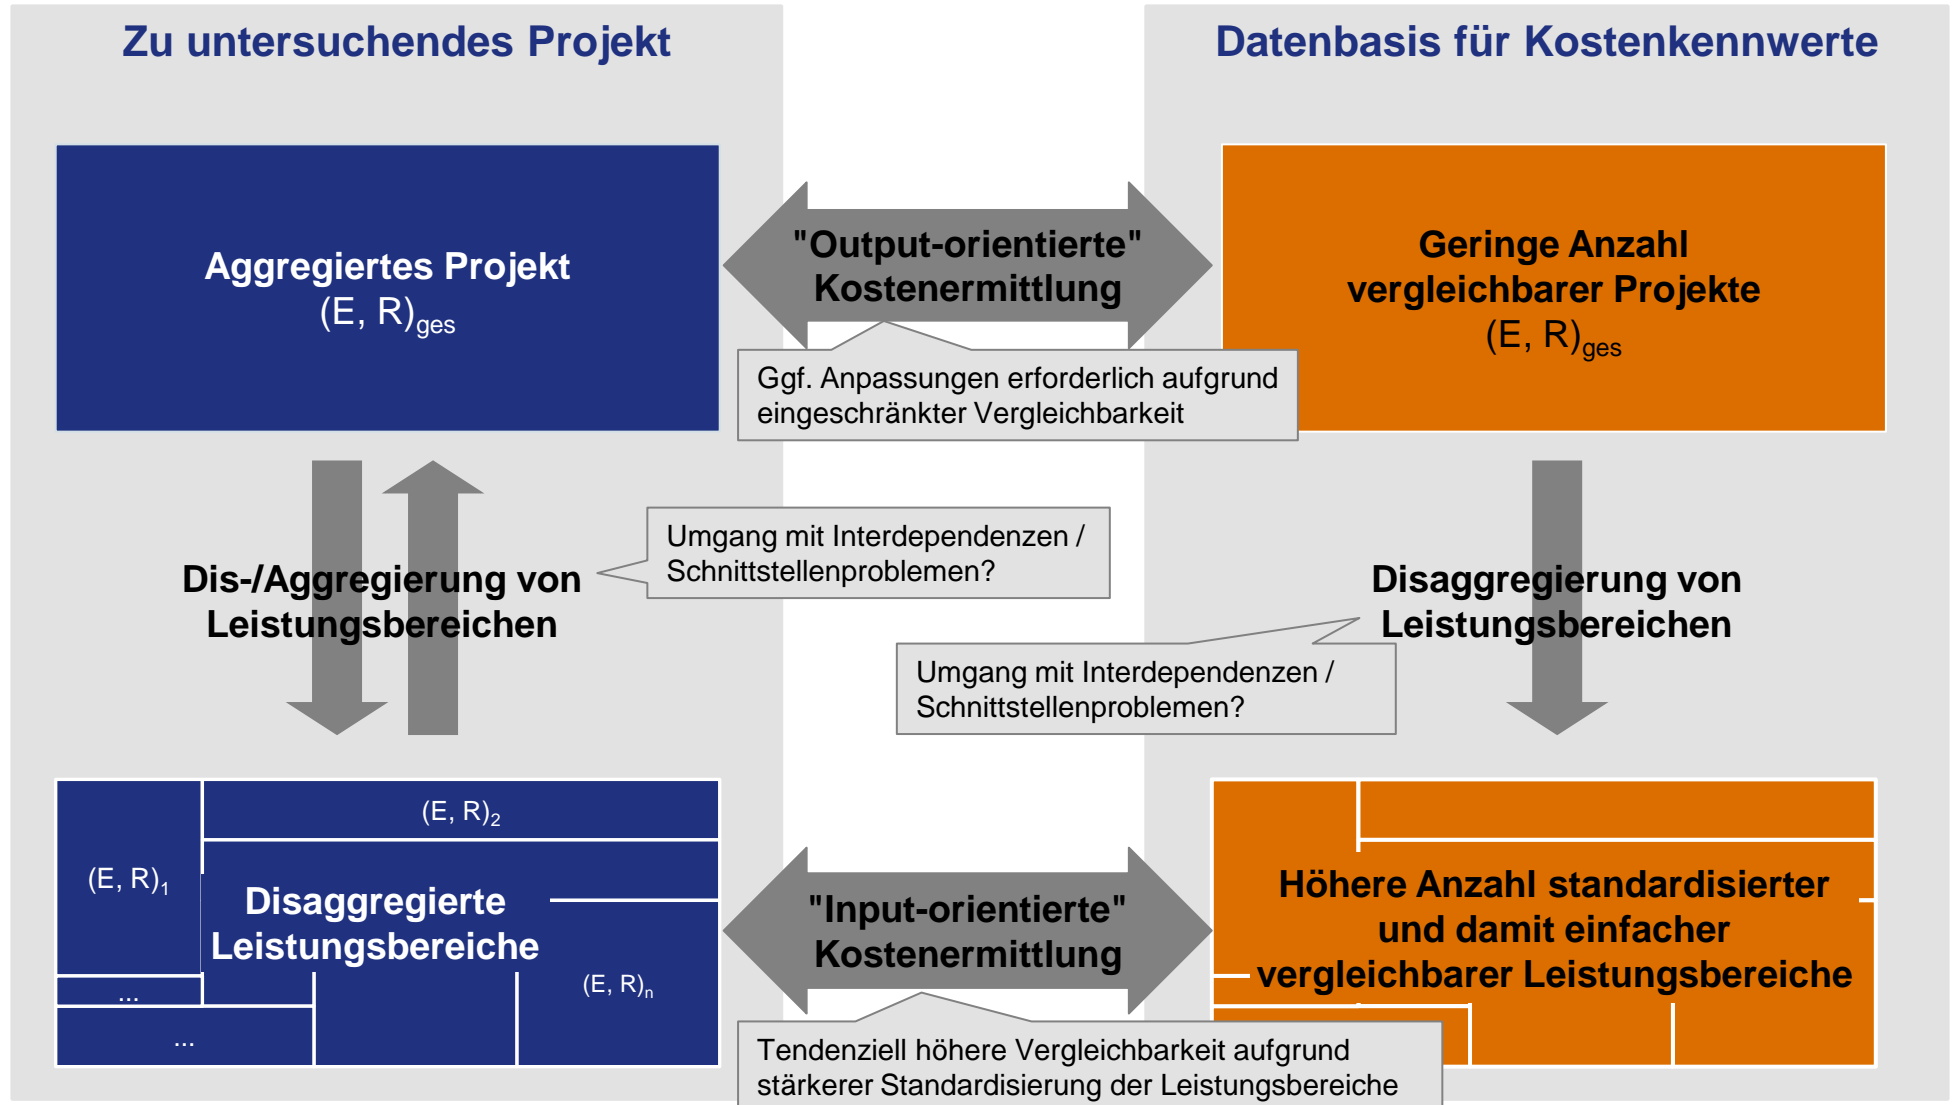 Zu untersuchendes Projekt
Datenbasis für Kostenkennwerte
Aggregiertes Projekt
(E, R)ges
"Output-orientierte"
Kostenermittlung
Geringe Anzahl
vergleichbarer Projekte
(E, R)ges
Ggf. Anpassungen erforderlich aufgrund
eingeschränkter Vergleichbarkeit
Dis-/Aggregierung von
Leistungsbereichen
Umgang mit Interdependenzen /
Schnittstellenproblemen?
Disaggregierung von
Leistungsbereichen
Umgang mit Interdependenzen /
Schnittstellenproblemen?
(E, R)2
(E, R)1
Disaggregierte
Leistungsbereiche
(E, R)n
...
...
"Input-orientierte"
Kostenermittlung
Höhere Anzahl standardisierter
und damit einfacher
vergleichbarer Leistungsbereiche
Tendenziell höhere Vergleichbarkeit aufgrund
stärkerer Standardisierung der Leistungsbereiche